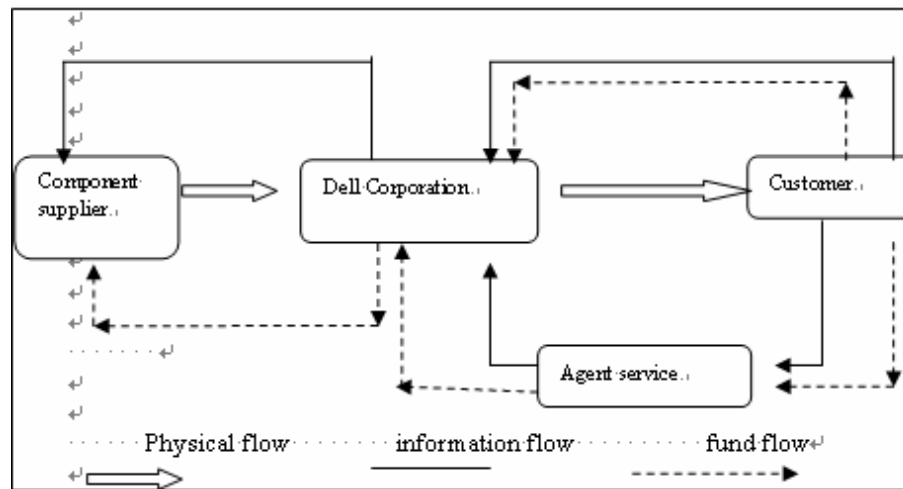 Component
supplier.
Dell Corporation.
Customer.
Agent service.
Physical flow information flow fund flow